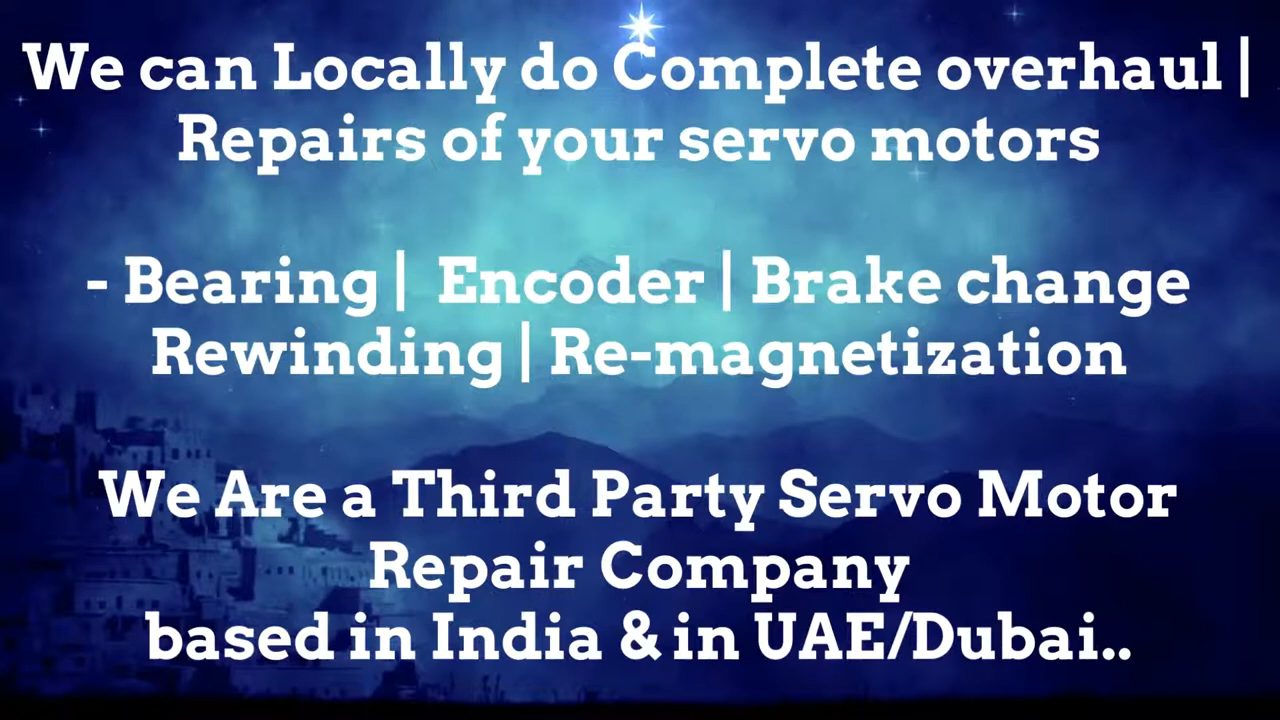 We can Locally do Complete overhaul |
Repairs of your servo motors
- Bearing | Encoder | Brake change
Rewinding | Re-magnetization
We Are a Third Party Servo Motor
Repair Company
based in India & in UAE/Dubai..